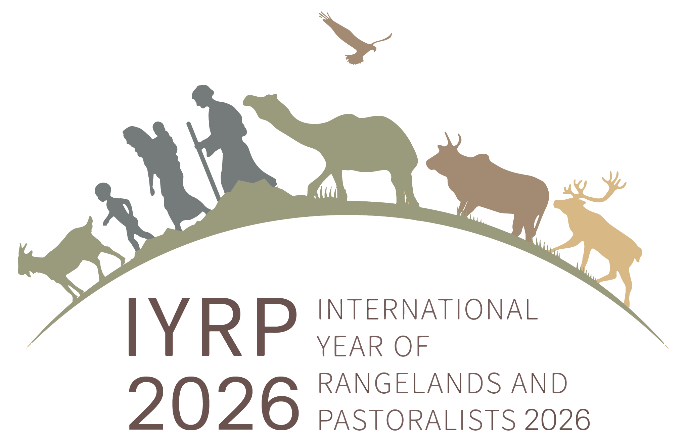 IYRP
2026
INTERNATIONAL
YEAR OF
RANGELANDS AND
PASTORALISTS 2026